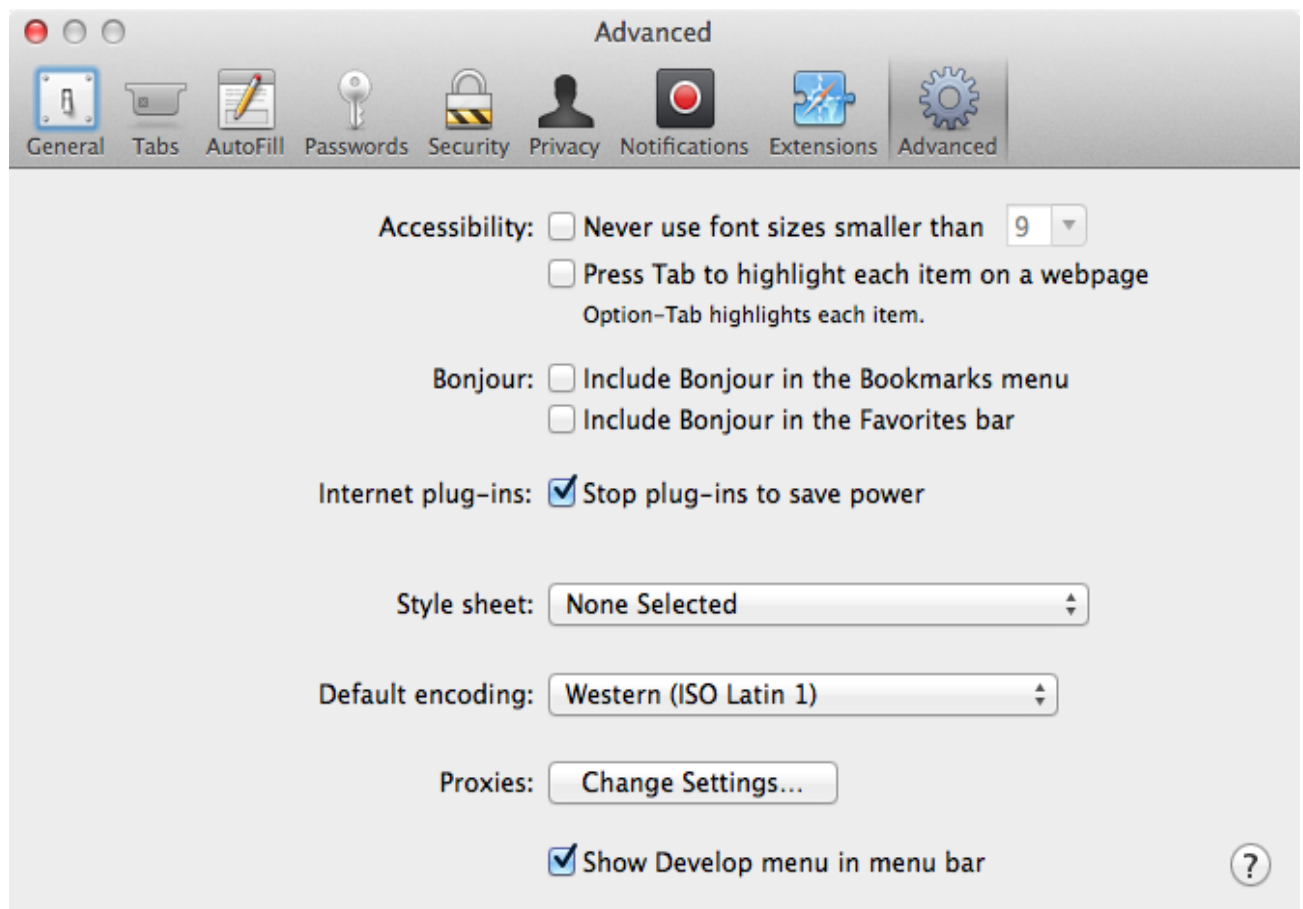 Advanced
General Tabs AutoFill Passwords Security Privacy Notifications Extensions Advanced
Accessibility: Never use font sizes smaller than 9
Press Tab to highlight each item on a webpage
Option-Tab highlights each item.
Bonjour: Include Bonjour in the Bookmarks menu
Include Bonjour in the Favorites bar
Internet plug-ins: Stop plug-ins to save power
Style sheet: None Selected
Default encoding: Western (ISO Latin 1)
Proxies: Change Settings...
Show Develop menu in menu bar ?